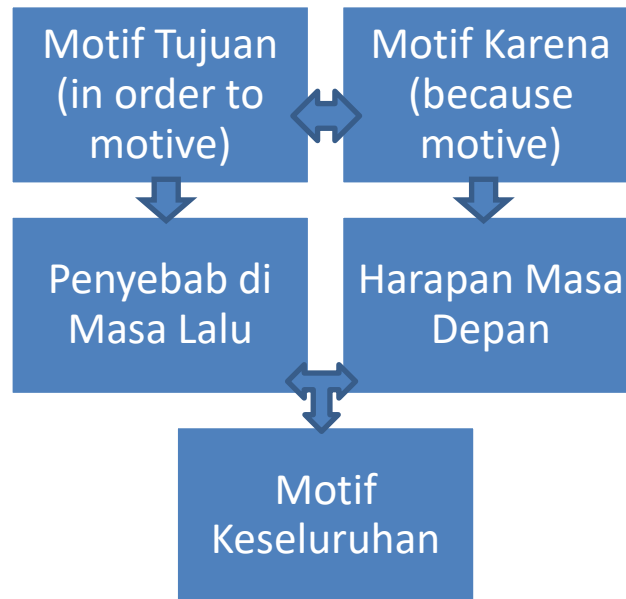 Motif Tujuan
(in order to
motive)
Motif Karena
(because
motive)
Penyebab di
Masa Lalu
Harapan Masa
Depan
Motif
Keseluruhan